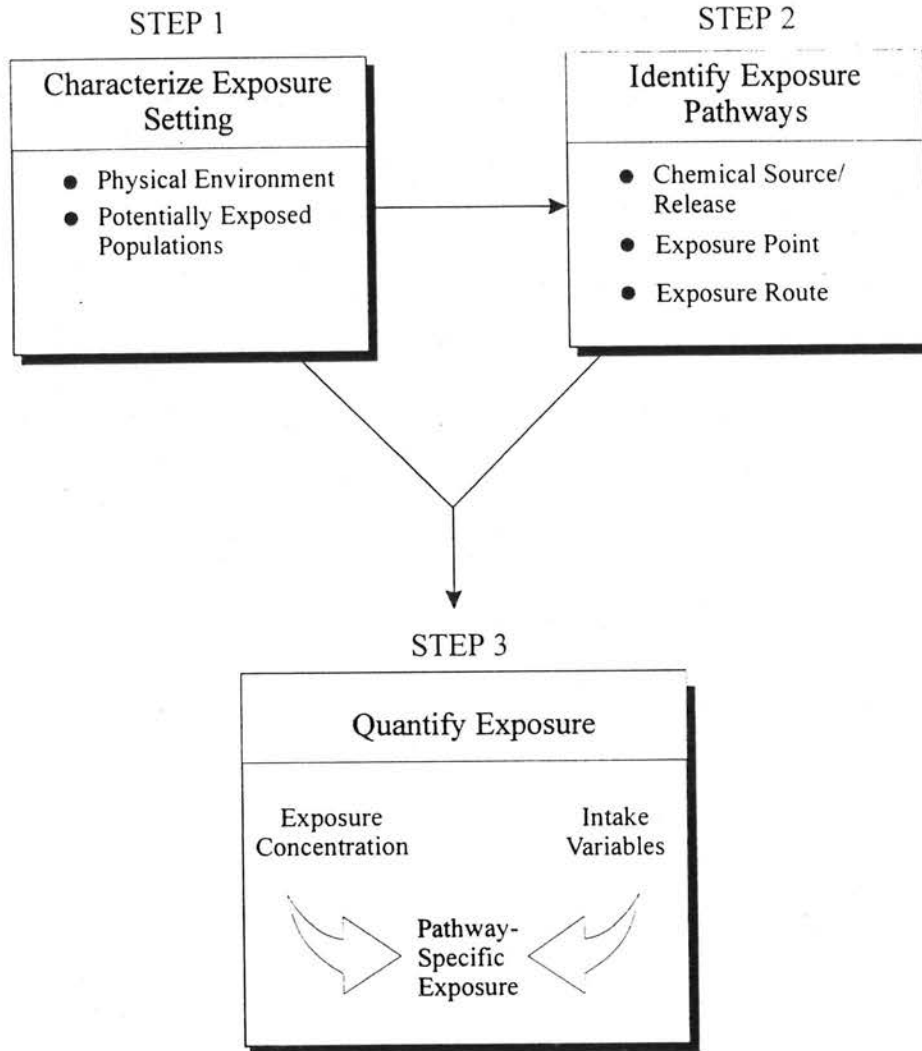 STEP 1
Characterize Exposure
Setting
● Physical Environment
● Potentially Exposed
Populations
STEP 2
Identify Exposure
Pathways
● Chemical Source/
Release
● Exposure Point
● Exposure Route
STEP 3
Quantify Exposure
Exposure
Concentration
Intake
Variables
Pathway-
Specific
Exposure